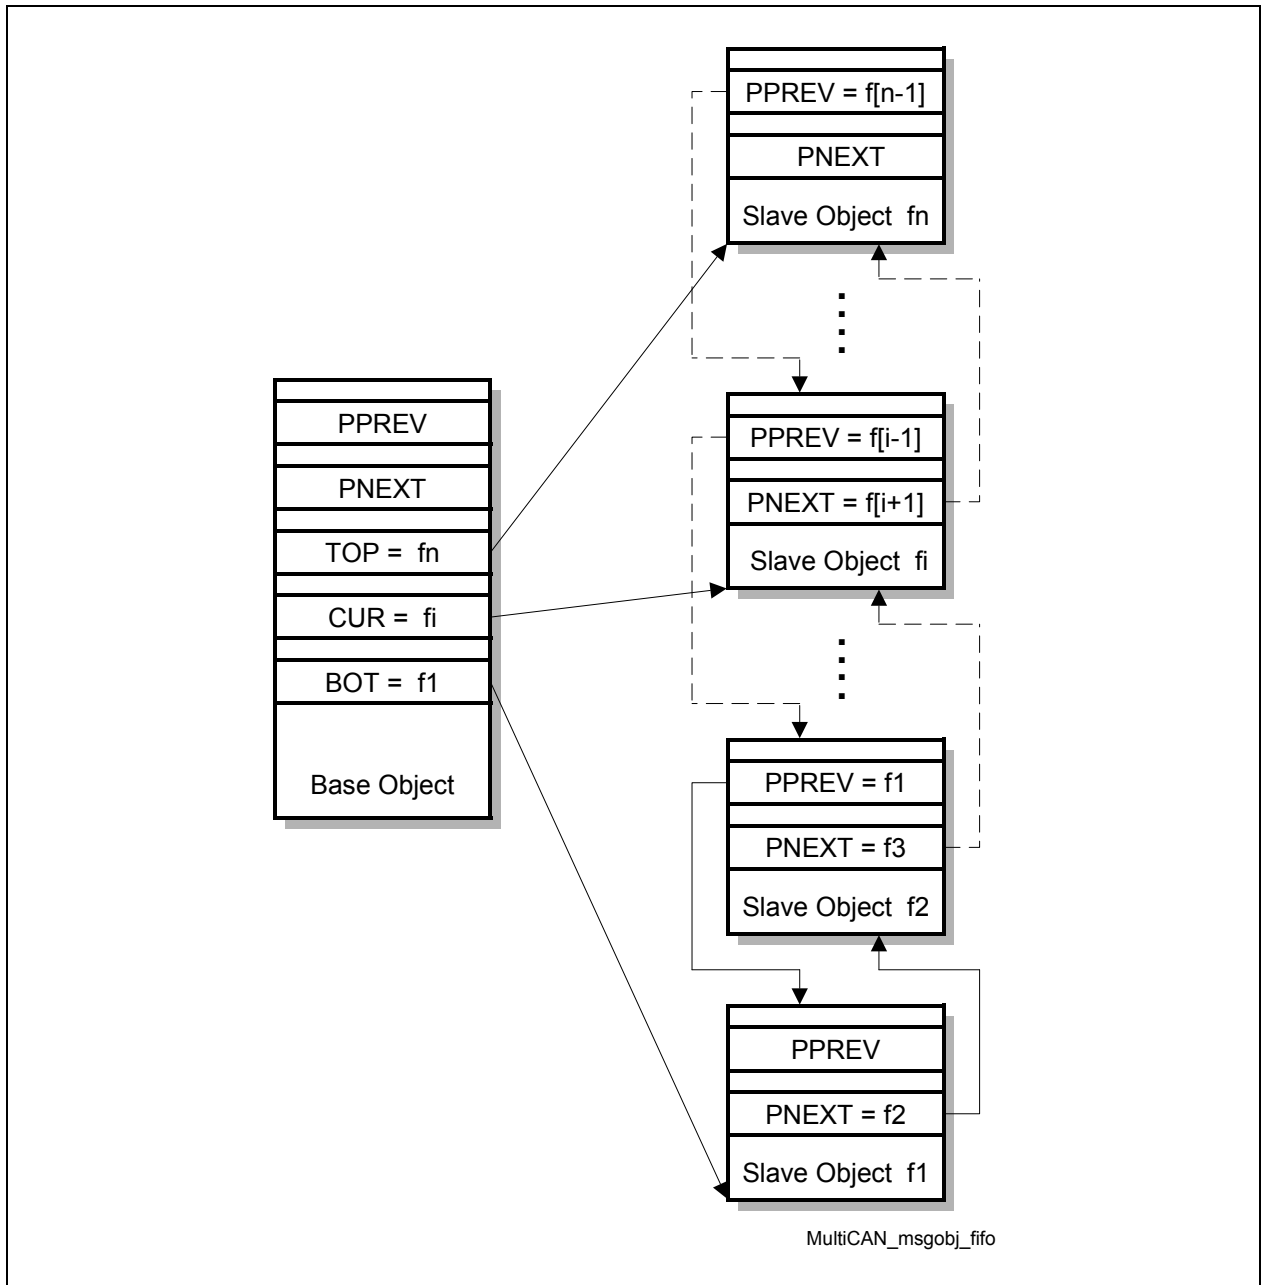 PPREV = f[n-1]
PNEXT
Slave Object fn
PPREV
PNEXT
TOP = fn
CUR = fi
BOT = f1
Base Object
PPREV = f[i-1]
PNEXT = f[i+1]
Slave Object fi
PPREV = f1
PNEXT = f3
Slave Object f2
PPREV
PNEXT = f2
Slave Object f1
MultiCAN_msgobj_fifo